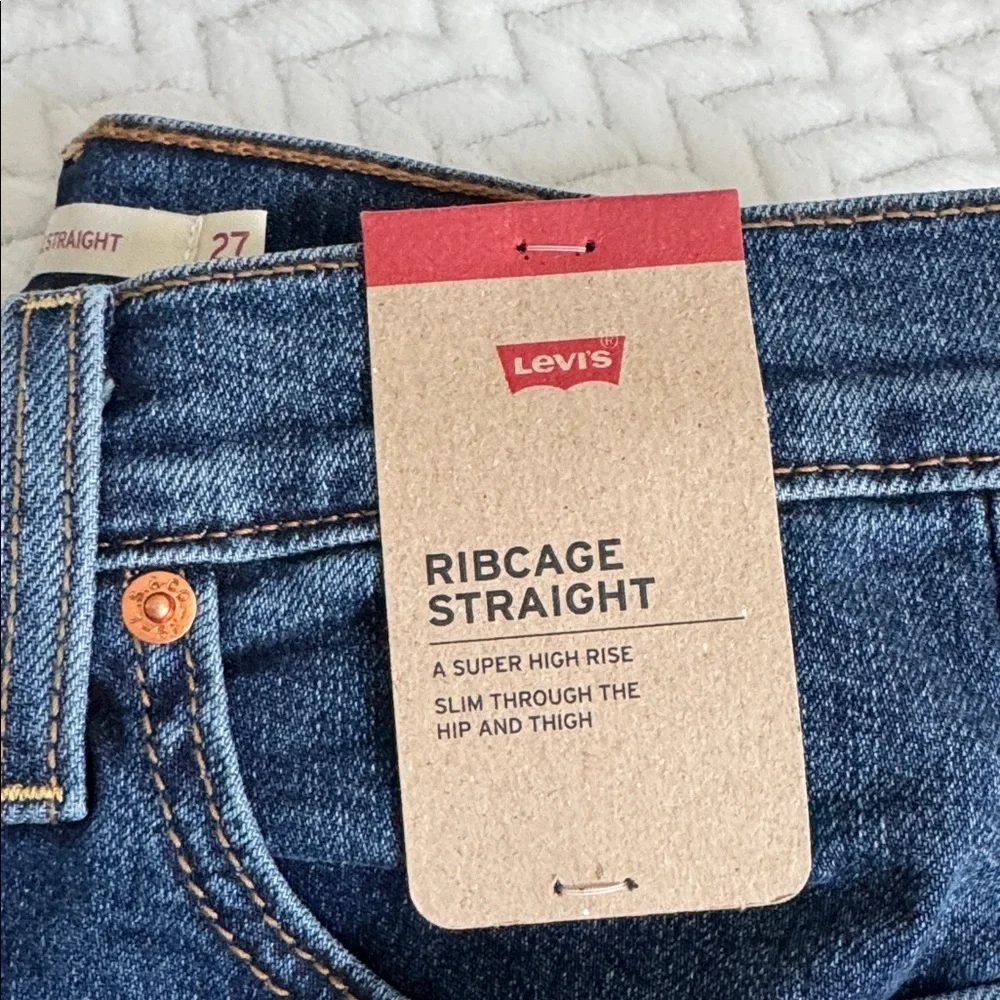 STRAIGHT
27
LEVI'S®
RIBCAGE
STRAIGHT
A SUPER HIGH RISE
SLIM THROUGH THE
HIP AND THIGH